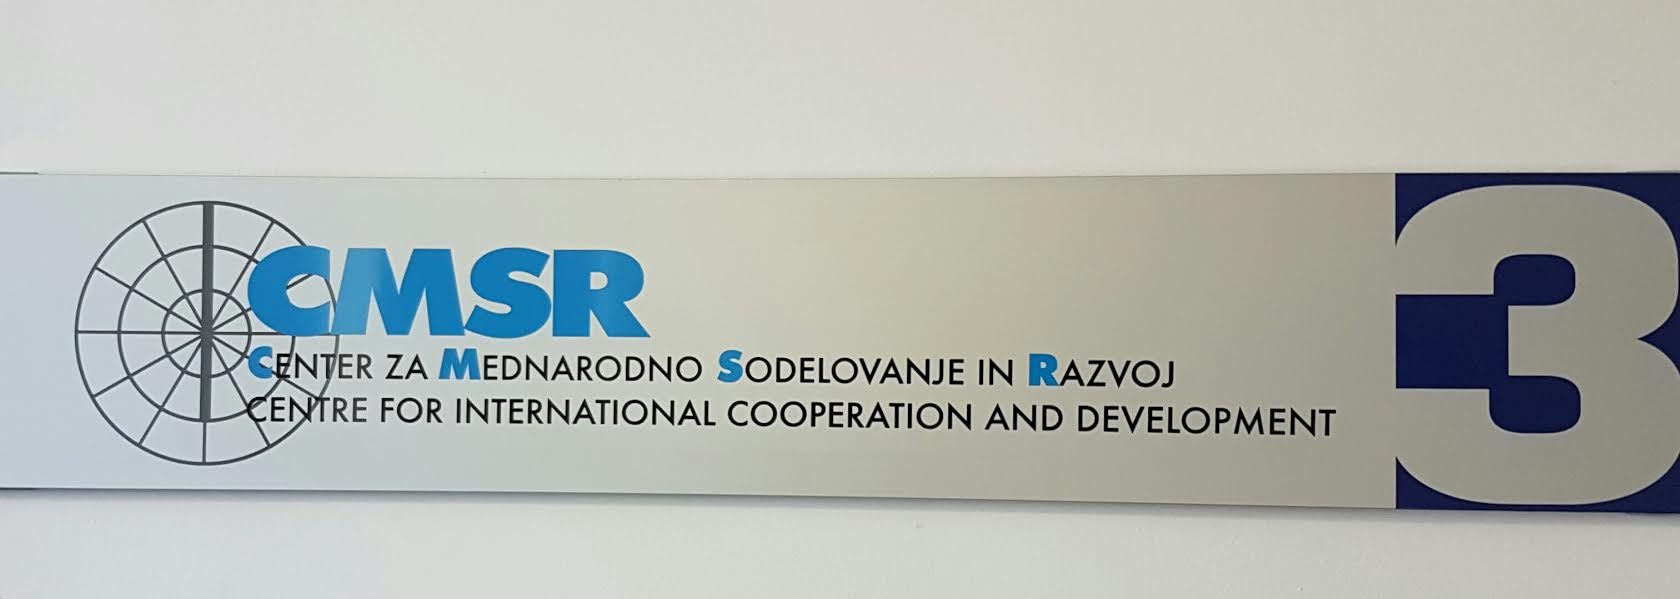 CMSR
CENTER ZA MEDNARODNO SODELOVANJE IN RAZVOJ
CENTRE FOR INTERNATIONAL COOPERATION AND DEVELOPMENT
3